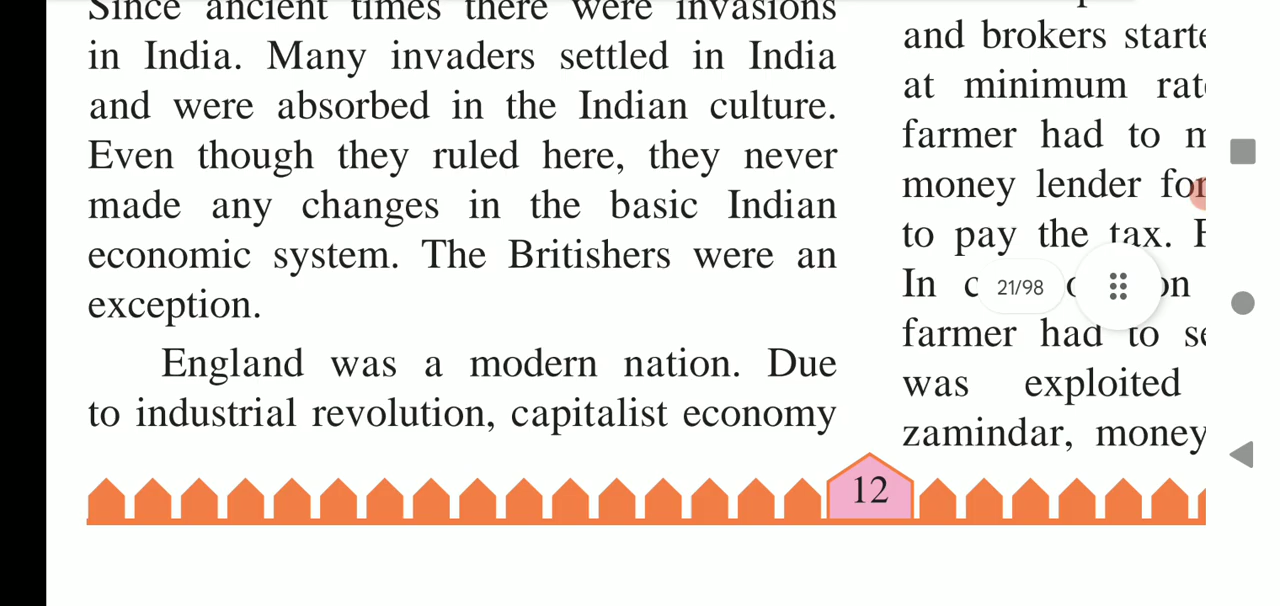 Since ancient times there were invasions
in India. Many invaders settled in India
and were absorbed in the Indian culture.
Even though they ruled here, they never
made any changes in the basic Indian
economic system. The Britishers were an
exception.
England was a modern nation. Due
to industrial revolution, capitalist economy
and brokers
at minimum
farmer had to
money lender for
to pay the tax.
In
21/98
farmer had to
was exploited
zamindar, money
12